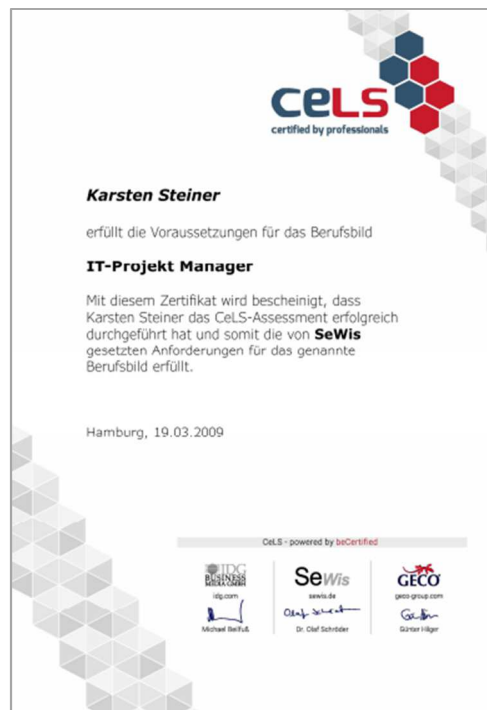 CeLS
certified by professionals
Karsten Steiner
erfüllt die Voraussetzungen für das Berufsbild
IT-Projekt Manager
Mit diesem Zertifikat wird bescheinigt, dass
Karsten Steiner das CeLS-Assessment erfolgreich
durchgeführt hat und somit die von SeWis
gesetzten Anforderungen für das genannte
Berufsbild erfüllt.
Hamburg, 19.03.2009
CeLS - powered by beCertified
IDG
BUSINESS
MEDIA GMBH
SeWis
GECO
idg.com
sewis.de
geco-group.com
Olaf Schröder
Michael Beilfuß
Dr. Olaf Schröder
Günter Hilger